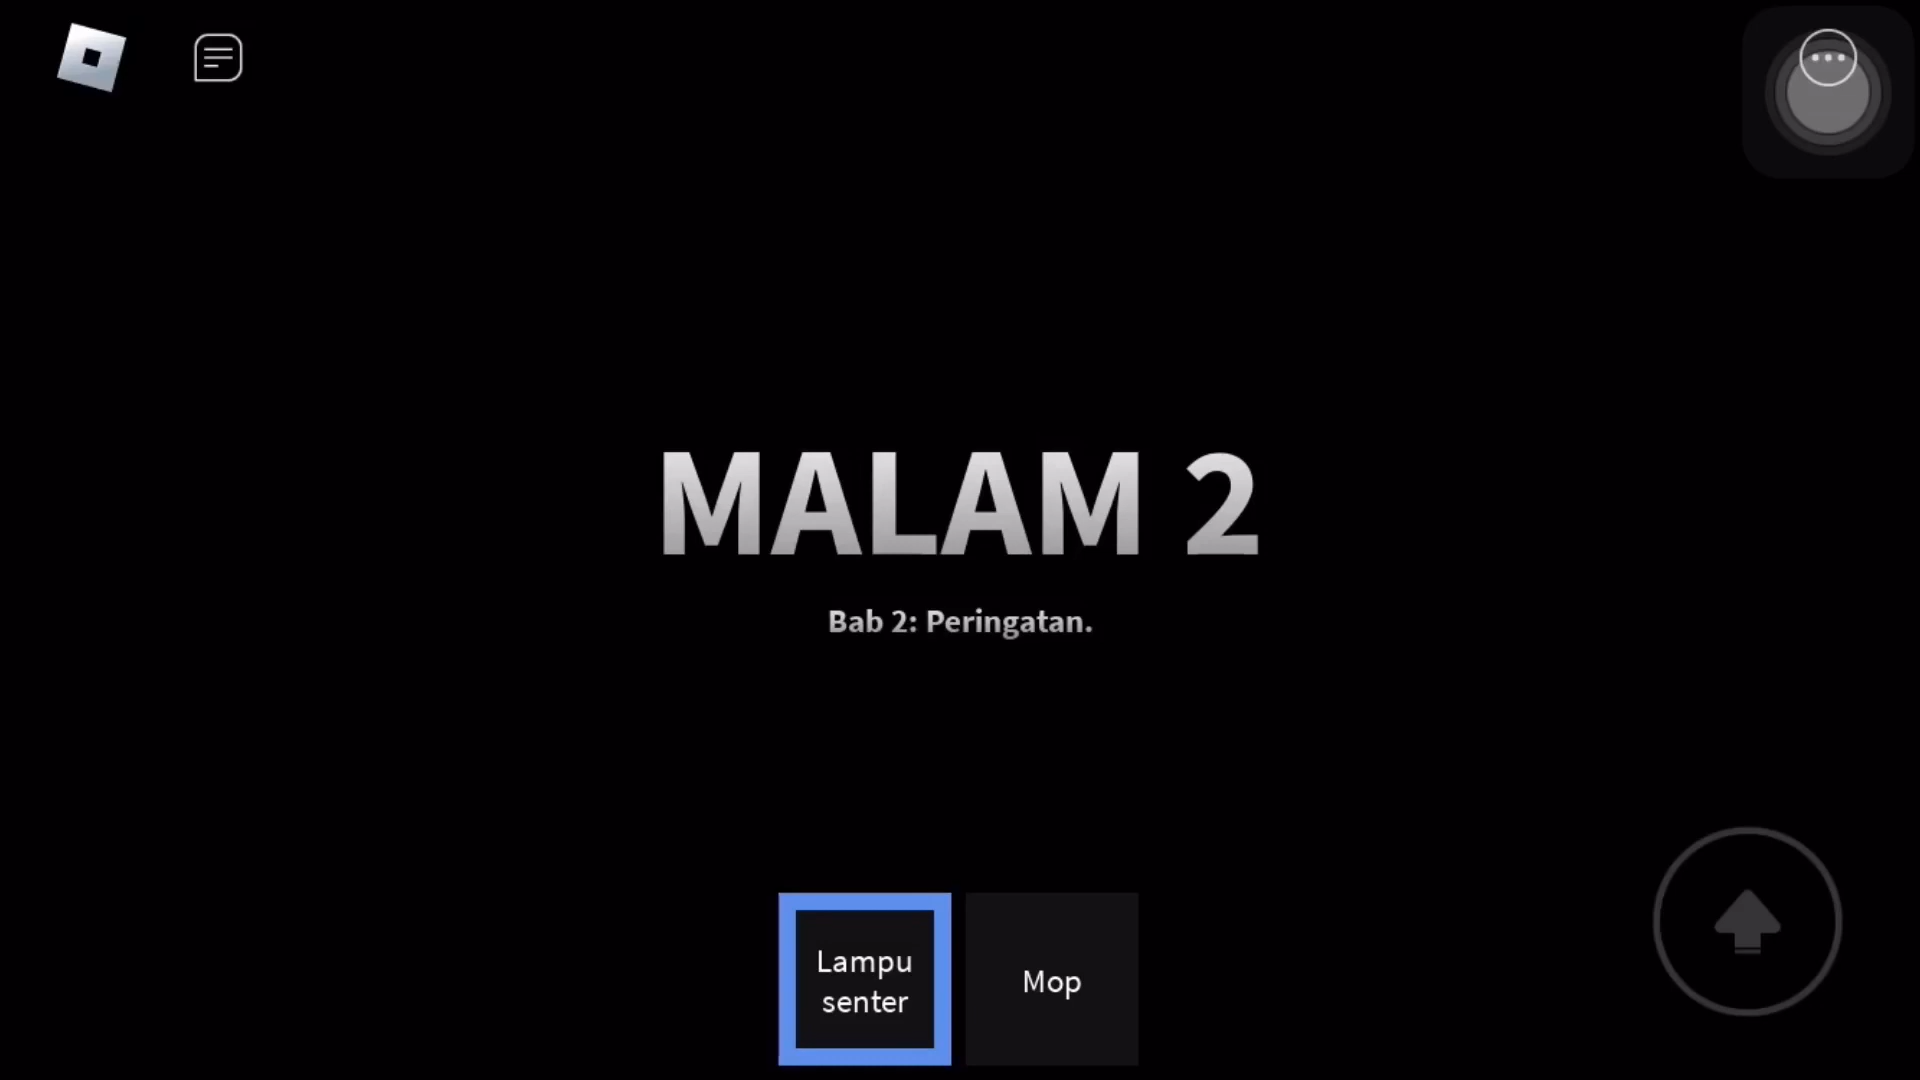 MALAM 2
Bab 2: Peringatan.
Lampu
senter
Mop